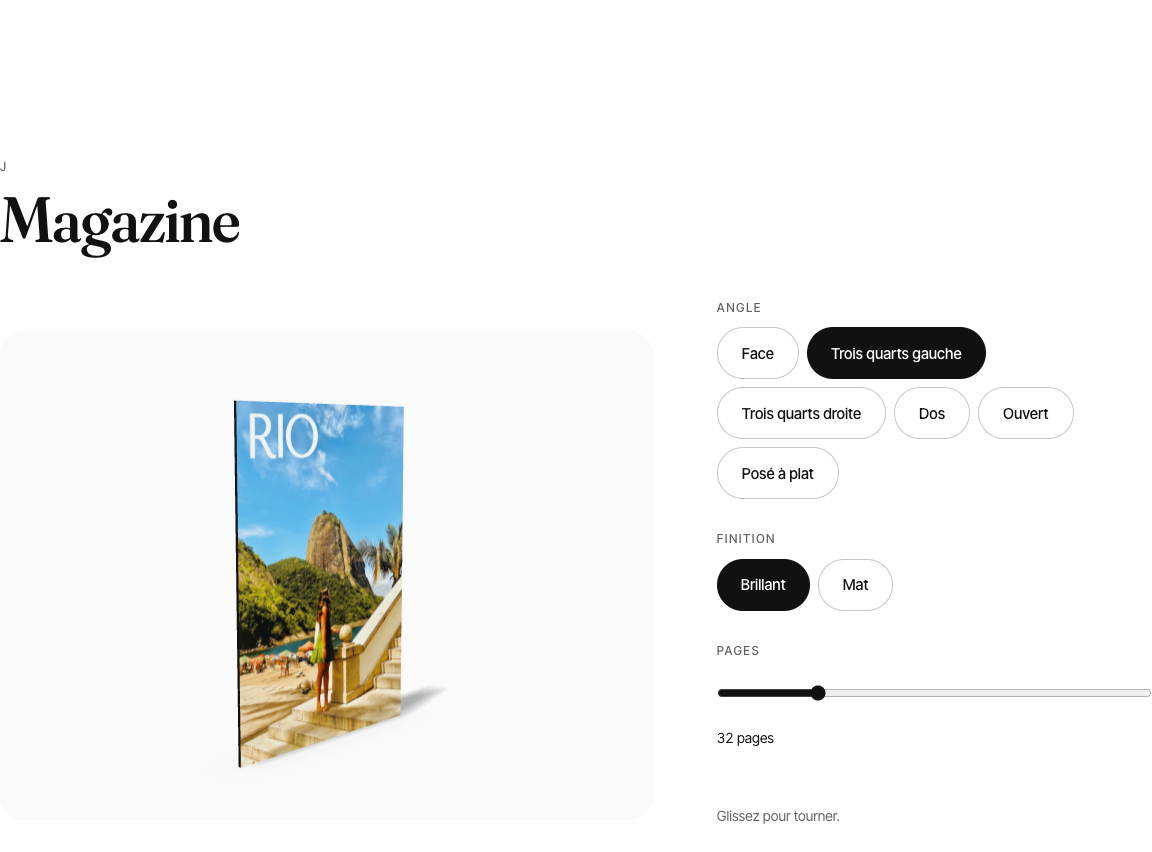 J
Magazine
ANGLE
Face
Trois quarts gauche
Trois quarts droite
Dos
Ouvert
Posé à plat
RIO
FINITION
Brillant
Mat
PAGES
32 pages
Glissez pour tourner.